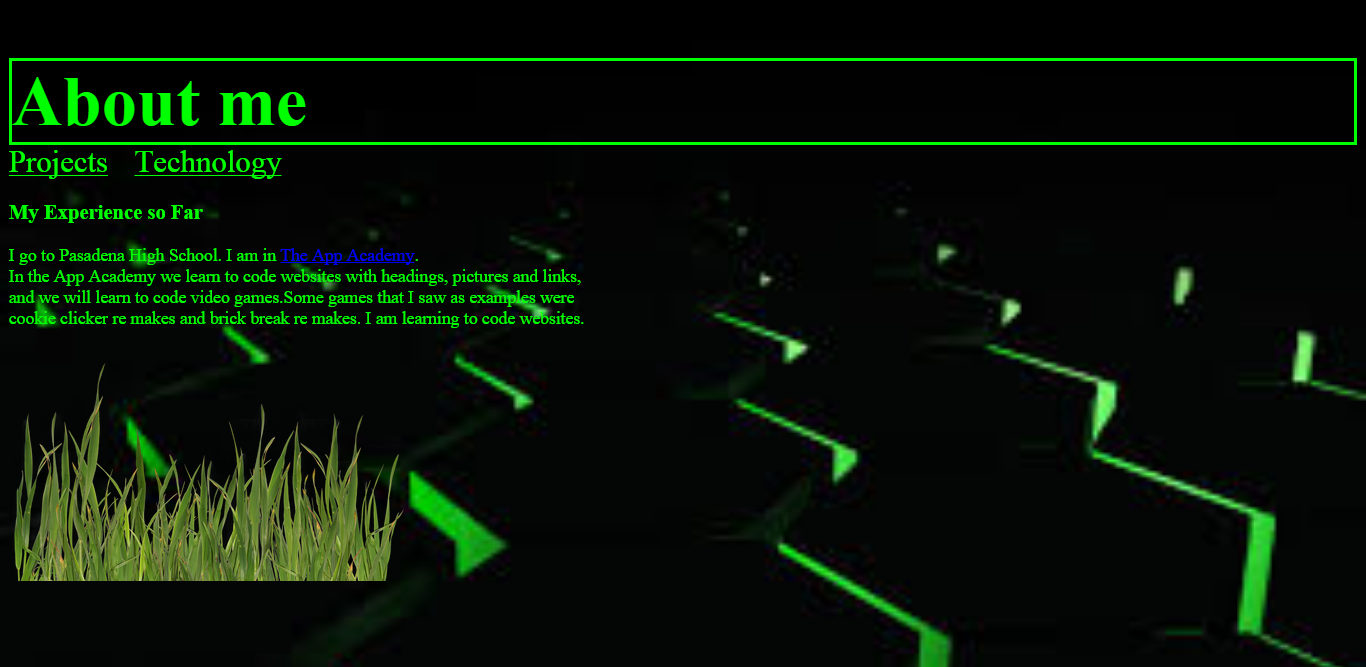 About me
Projects Technology
My Experience so Far
I go to Pasadena High School. I am in The App Academy.
In the App Academy we learn to code websites with headings, pictures and links,
and we will learn to code video games.Some games that I saw as examples were
cookie clicker re makes and brick break re makes. I am learning to code websites.